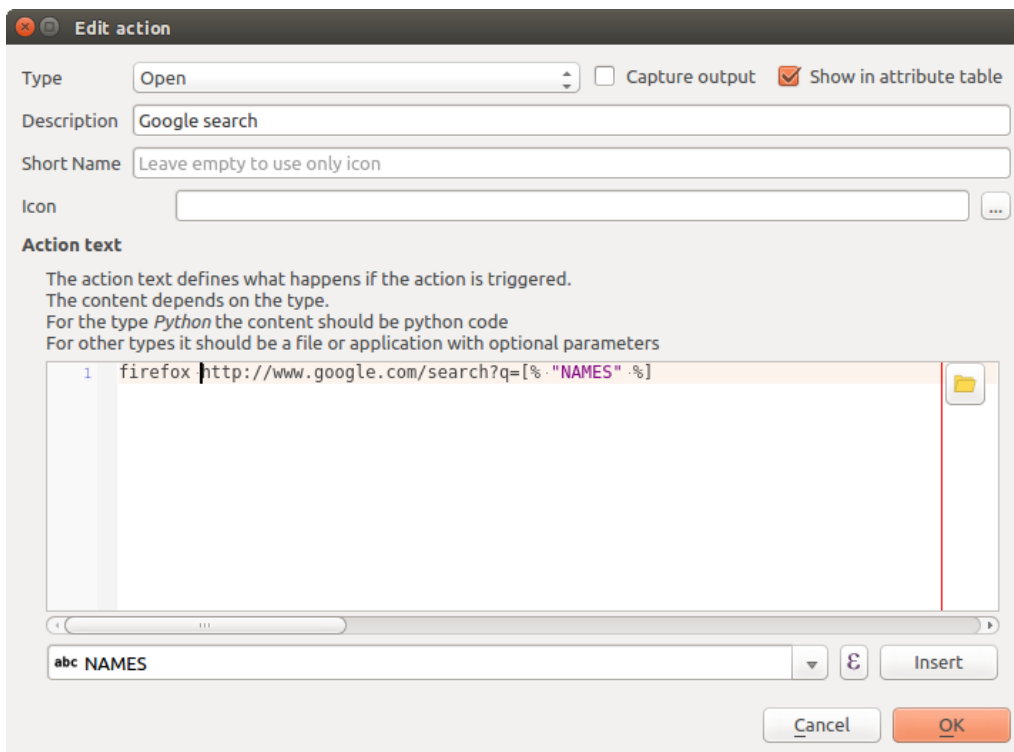 Edit action
Type Open Capture output Show in attribute table
Description Google search
Short Name Leave empty to use only icon
Icon ...
Action text
The action text defines what happens if the action is triggered.
The content depends on the type.
For the type Python the content should be python code
For other types it should be a file or application with optional parameters
1 firefox http://www.google.com/search?q=[% "NAMES" %]
abc NAMES ε Insert
Cancel OK